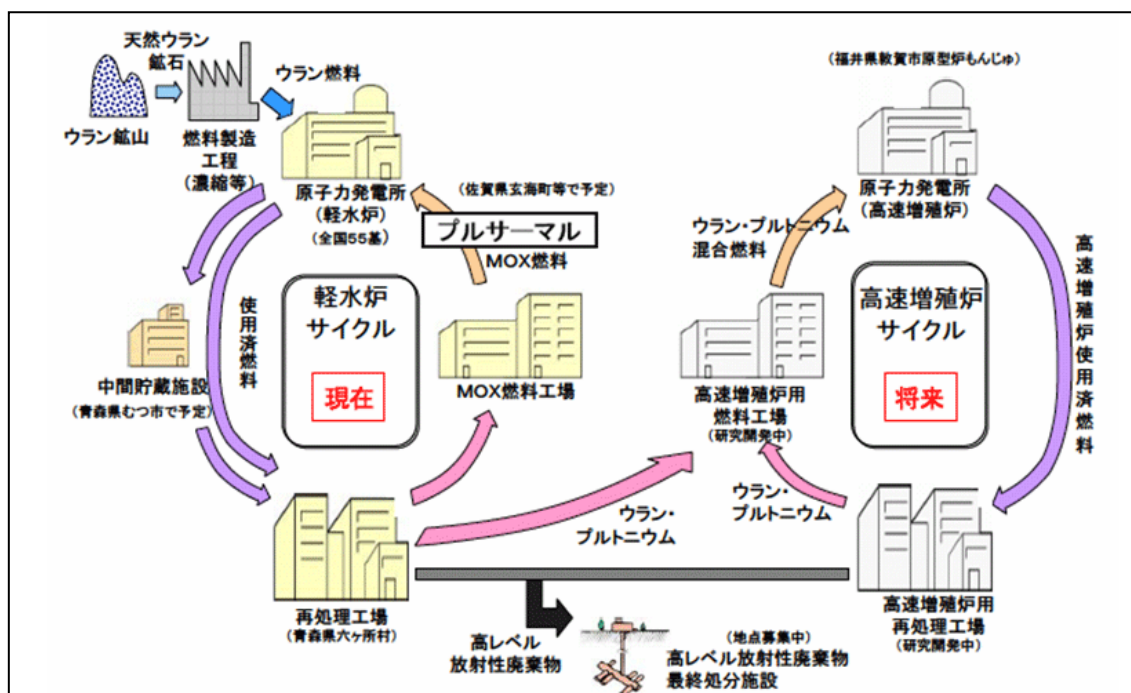 天然ウラン
鉱石
ウラン燃料
ウラン鉱山
燃料製造
工程
(濃縮等)
原子力発電所
(軽水炉)
(全国55基)
(佐賀県玄海町等で予定)
プルサーマル
MOX燃料
使用済燃料
軽水炉
サイクル
現在
中間貯蔵施設
(青森県むつ市で予定)
MOX燃料工場
再処理工場
(青森県六ヶ所村)
(福井県敦賀市原型炉もんじゅ)
原子力発電所
(高速増殖炉)
ウラン・プルトニウム
混合燃料
高速増殖炉
サイクル
将来
高速増殖炉使用済燃料
高速増殖炉用
燃料工場
(研究開発中)
ウラン・
プルトニウム
ウラン・
プルトニウム
高速増殖炉用
再処理工場
(研究開発中)
高レベル
放射性廃棄物
(地点募集中)
高レベル放射性廃棄物
最終処分施設